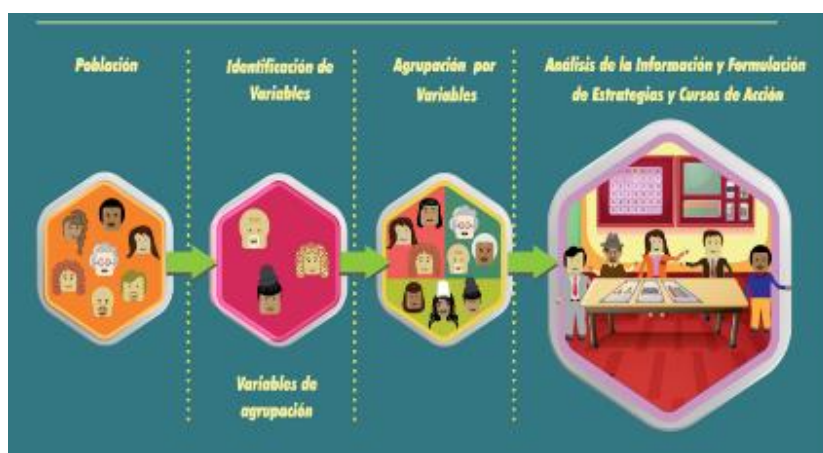 Población
Identificación de
Variables
Agrupación por
Variables
Análisis de la Información y Formulación
de Estrategias y Cursos de Acción
Variables de
agrupación